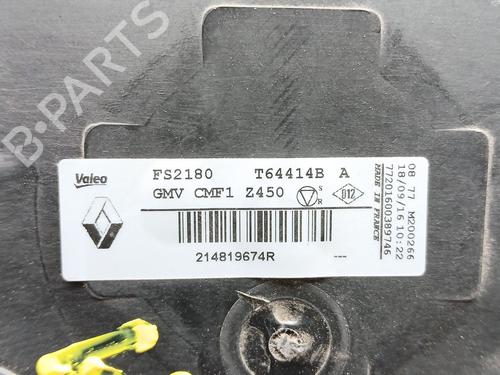 B-PARTS
Valeo
FS2180 T64414B A
GMV CMF1 Z450 S R D12
214819674R
MADE IN FRANCE
77201600389746
18/09/16 10:22
08 77 M200266